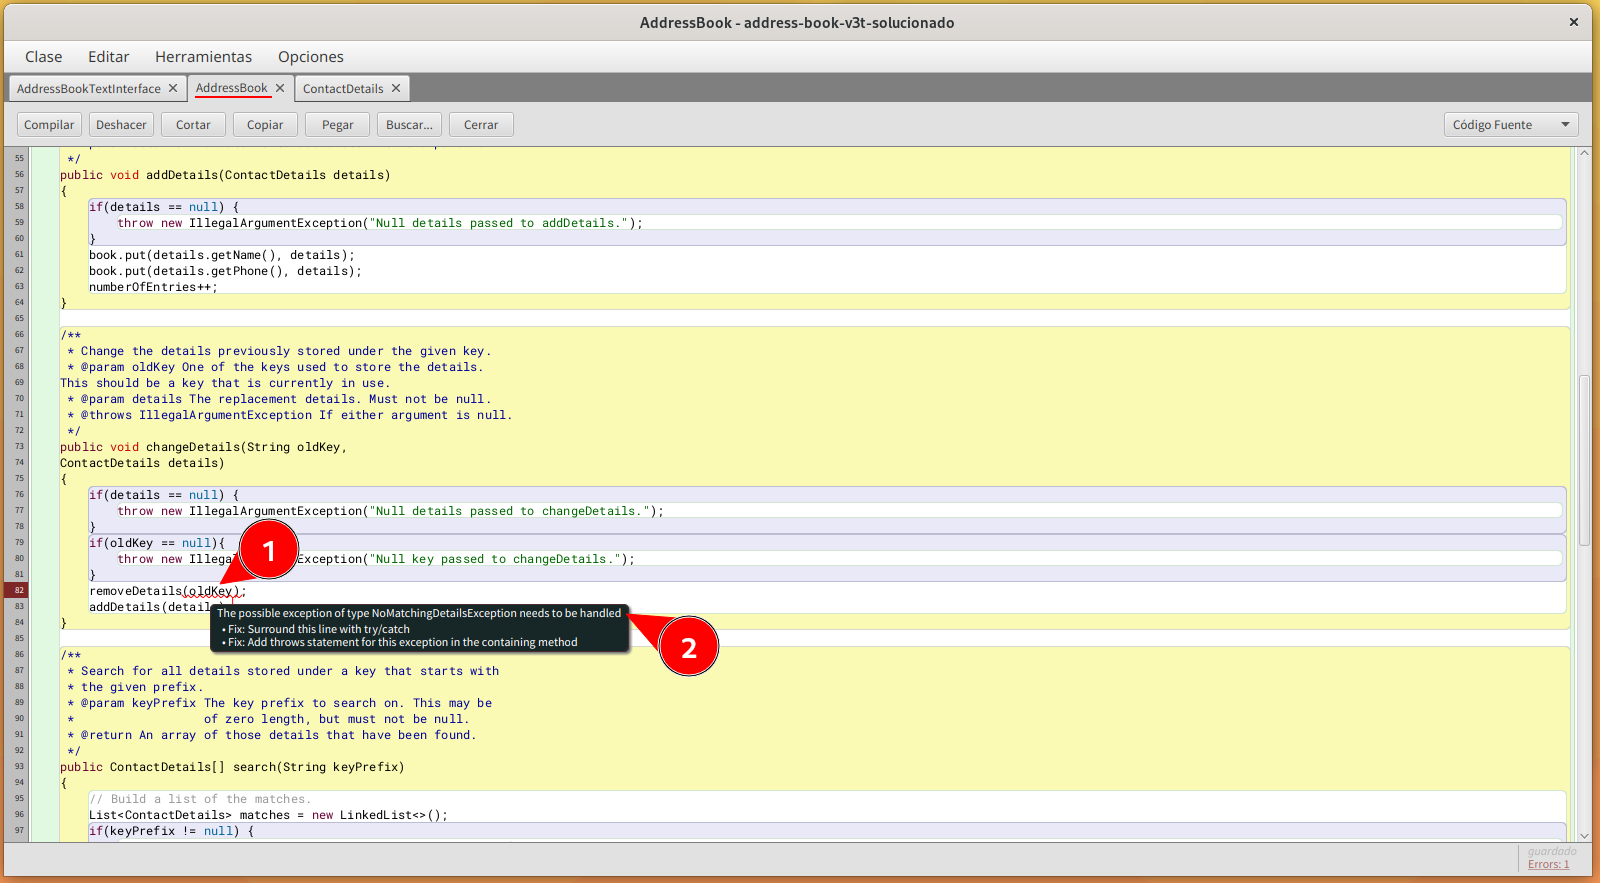 AddressBook - address-book-v3t-solucionado
Clase Editar Herramientas Opciones
AddressBookTextInterface AddressBook ContactDetails
Compilar Deshacer Cortar Copiar Pegar Buscar... Cerrar Código Fuente
55 */
56 public void addDetails(ContactDetails details)
57 {
58 if(details == null) {
59 throw new IllegalArgumentException("Null details passed to addDetails.");
60 }
61 book.put(details.getName(), details);
62 book.put(details.getPhone(), details);
63 numberOfEntries++;
64 }
65
66 /**
67 * Change the details previously stored under the given key.
68 * @param oldKey One of the keys used to store the details.
69 This should be a key that is currently in use.
70 * @param details The replacement details. Must not be null.
71 * @throws IllegalArgumentException If either argument is null.
72 */
73 public void changeDetails(String oldKey,
74 ContactDetails details)
75 {
76 if(details == null) {
77 throw new IllegalArgumentException("Null details passed to changeDetails.");
78 }
79 if(oldKey == null){
80 throw new Illega Exception("Null key passed to changeDetails.");
81 }
82 removeDetails(oldKey);
83 addDetails(detail
84 }
85
86 /**
87 * Search for all details stored under a key that starts with
88 * the given prefix.
89 * @param keyPrefix The key prefix to search on. This may be
90 * of zero length, but must not be null.
91 * @return An array of those details that have been found.
92 */
93 public ContactDetails[] search(String keyPrefix)
94 {
95 // Build a list of the matches.
96 List<ContactDetails> matches = new LinkedList<>();
97 if(keyPrefix != null) {
1
The possible exception of type NoMatchingDetailsException needs to be handled
• Fix: Surround this line with try/catch
• Fix: Add throws statement for this exception in the containing method
2
guardado
Errors: 1